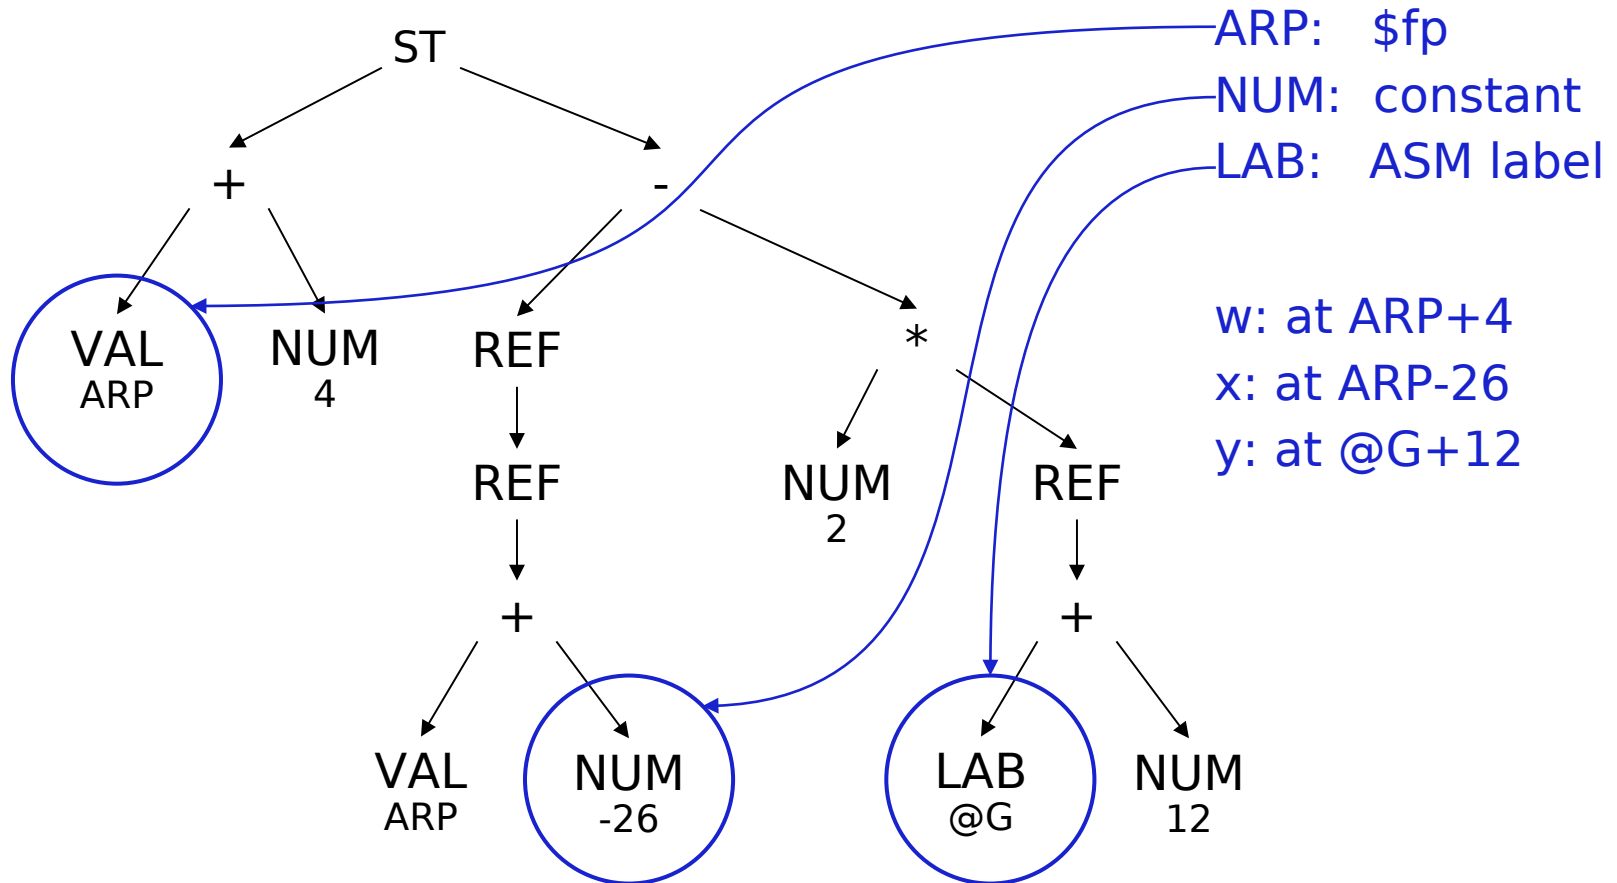 ST
ARP: $fp
NUM: constant
LAB: ASM label
+
-
VAL
ARP
NUM
4
REF
*
w: at ARP+4
x: at ARP-26
y: at @G+12
REF
NUM
2
REF
+
+
VAL
ARP
NUM
-26
LAB
@G
NUM
12